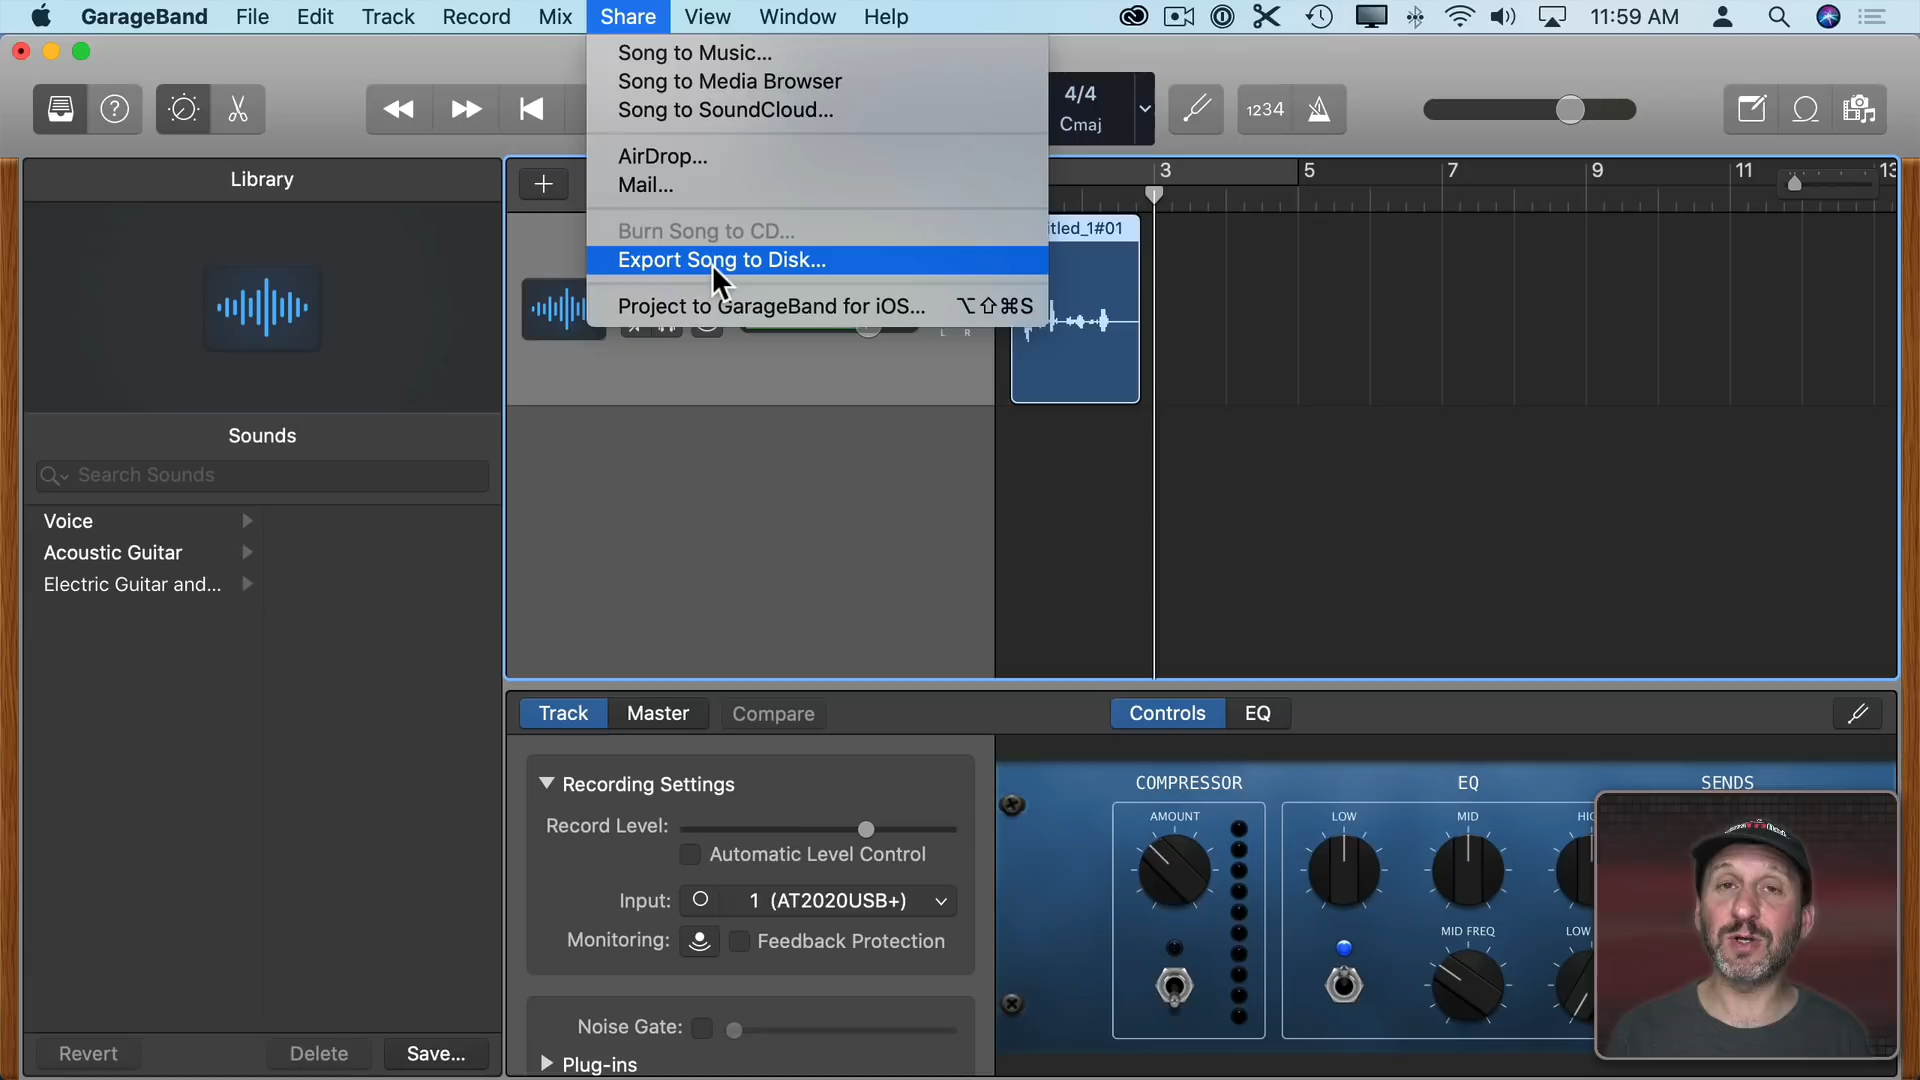 GarageBand File Edit Track Record Mix Share View Window Help 11:59 AM
Song to Music...
Song to Media Browser
Song to SoundCloud...
AirDrop...
Mail...
Burn Song to CD...
Export Song to Disk...
Project to GarageBand for iOS... ⌥⇧⌘S
4/4
Cmaj
1234
Library
3 5 7 9 11 13
itled_1#01
L R
Sounds
Search Sounds
Voice
Acoustic Guitar
Electric Guitar and...
Revert Delete Save...
Track Master Compare Controls EQ
Recording Settings
Record Level:
Automatic Level Control
Input: 1 (AT2020USB+)
Monitoring: Feedback Protection
Noise Gate:
Plug-ins
COMPRESSOR EQ SENDS
AMOUNT LOW MID
MID FREQ LOW